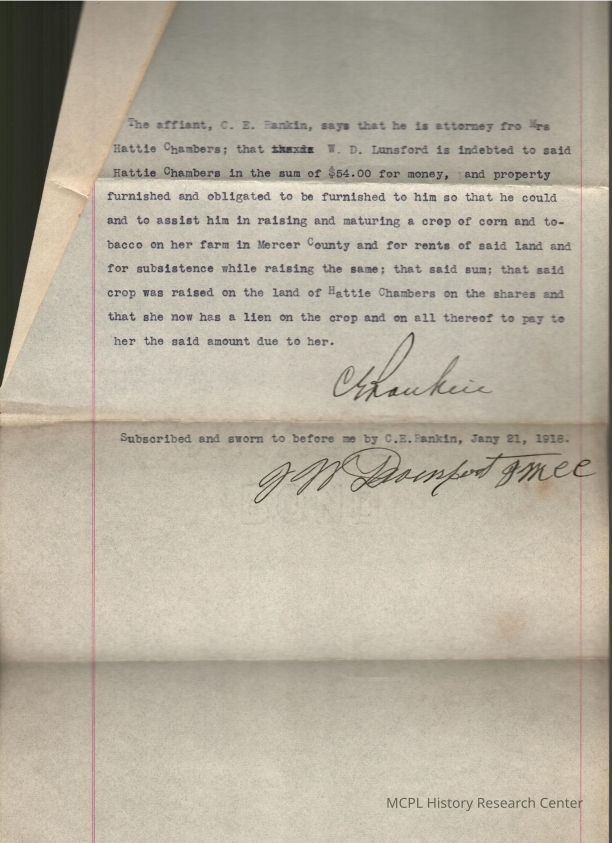 The affiant, C. E. Rankin, says that he is attorney fro Mrs
Hattie Chambers; that W. D. Lunsford is indebted to said
Hattie Chambers in the sum of $54.00 for money, and property
furnished and obligated to be furnished to him so that he could
and to assist him in raising and maturing a crop of corn and to-
bacco on her farm in Mercer County and for rents of said land and
for subsistence while raising the same; that said sum; that said
crop was raised on the land of Hattie Chambers on the shares and
that she now has a lien on the crop and on all thereof to pay to
her the said amount due to her.
C E Rankin
Subscribed and sworn to before me by C.E.Rankin, Jany 21, 1918.
J W Davenport
MCPL History Research Center